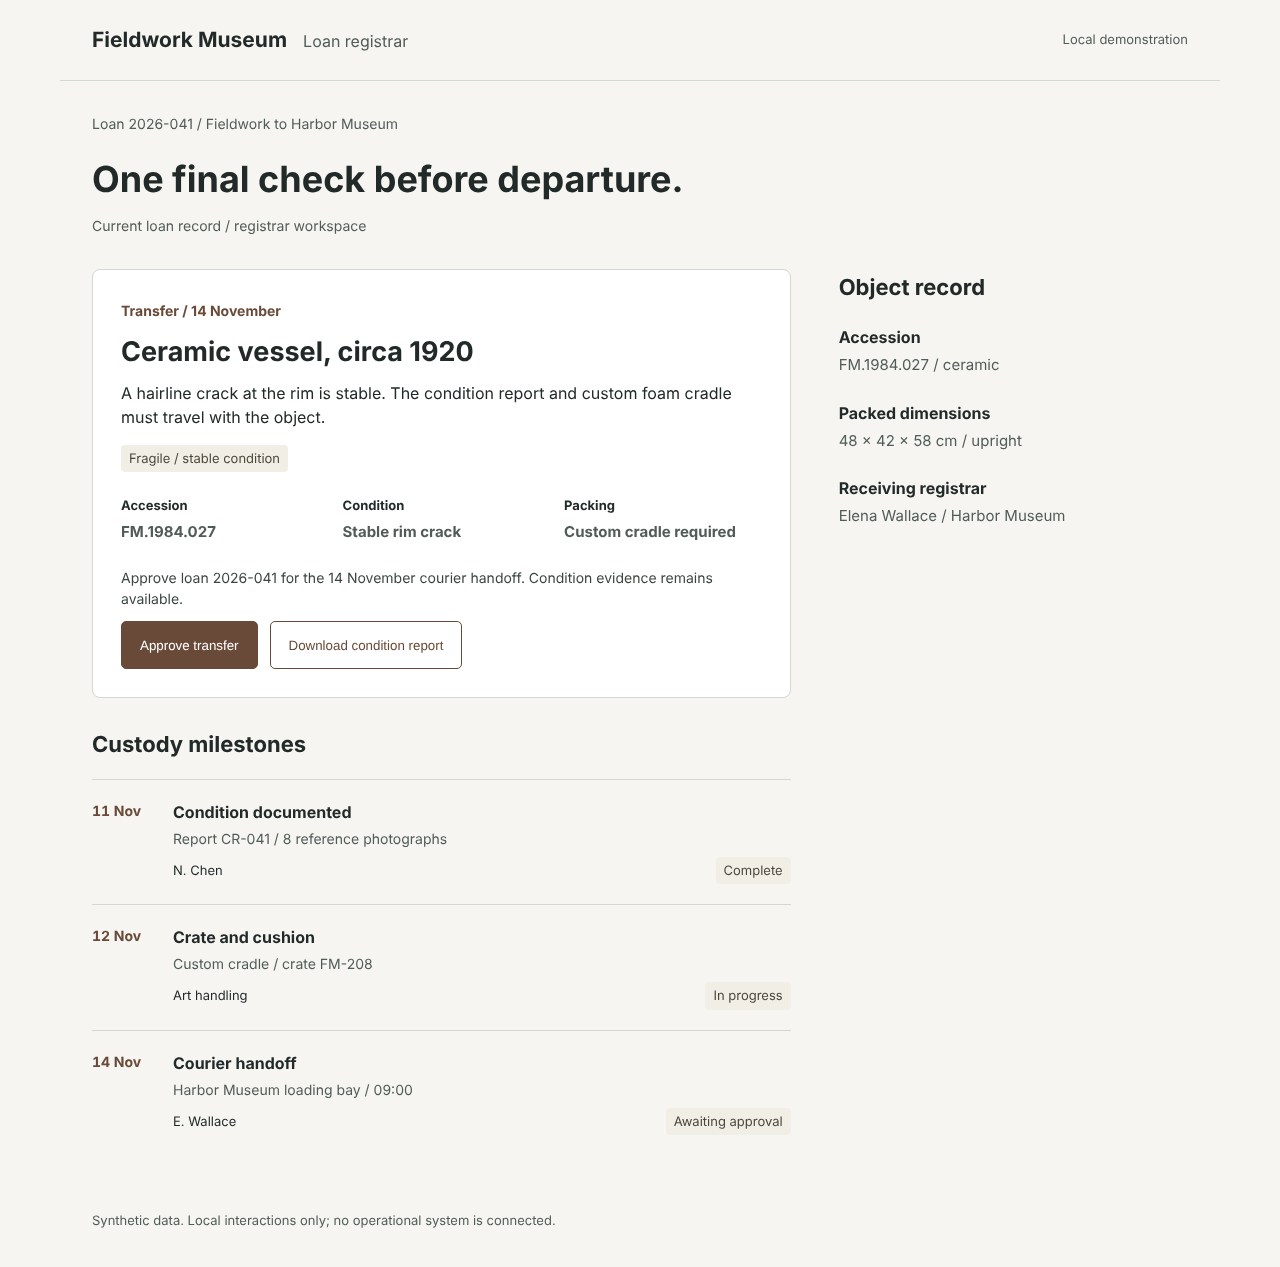 Fieldwork Museum Loan registrar
Local demonstration
Loan 2026-041 / Fieldwork to Harbor Museum
One final check before departure.
Current loan record / registrar workspace
Transfer / 14 November
Ceramic vessel, circa 1920
A hairline crack at the rim is stable. The condition report and custom foam cradle
must travel with the object.
Fragile / stable condition
Accession
FM.1984.027
Condition
Stable rim crack
Packing
Custom cradle required
Approve loan 2026-041 for the 14 November courier handoff. Condition evidence remains
available.
Approve transfer
Download condition report
Object record
Accession
FM.1984.027 / ceramic
Packed dimensions
48 × 42 × 58 cm / upright
Receiving registrar
Elena Wallace / Harbor Museum
Custody milestones
11 Nov
Condition documented
Report CR-041 / 8 reference photographs
N. Chen
Complete
12 Nov
Crate and cushion
Custom cradle / crate FM-208
Art handling
In progress
14 Nov
Courier handoff
Harbor Museum loading bay / 09:00
E. Wallace
Awaiting approval
Synthetic data. Local interactions only; no operational system is connected.